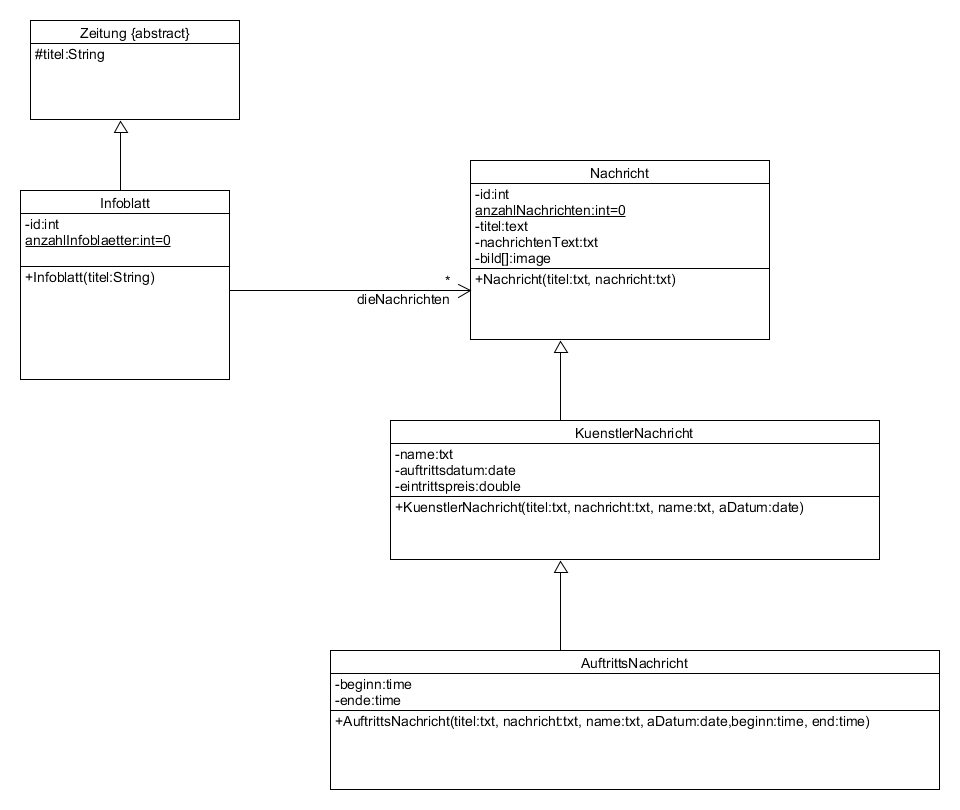 Zeitung {abstract}
#titel:String
Infoblatt
-id:int
anzahlInfoblaetter:int=0
+Infoblatt(titel:String)
*
dieNachrichten
Nachricht
-id:int
anzahlNachrichten:int=0
-titel:text
-nachrichtenText:txt
-bild[]:image
+Nachricht(titel:txt, nachricht:txt)
KuenstlerNachricht
-name:txt
-auftrittsdatum:date
-eintrittspreis:double
+KuenstlerNachricht(titel:txt, nachricht:txt, name:txt, aDatum:date)
AuftrittsNachricht
-beginn:time
-ende:time
+AuftrittsNachricht(titel:txt, nachricht:txt, name:txt, aDatum:date,beginn:time, end:time)